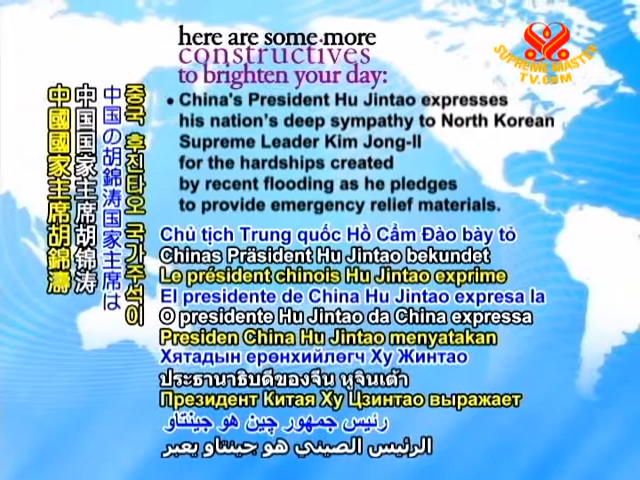 here are some more
constructives
to brighten your day:
SUPREME MASTER
TV.COM
• China's President Hu Jintao expresses
his nation's deep sympathy to North Korean
Supreme Leader Kim Jong-Il
for the hardships created
by recent flooding as he pledges
to provide emergency relief materials.
중국 후진타오 국가주석이
中国の胡錦涛国家主席は
中国国家主席胡锦涛
中國國家主席胡錦濤
Chủ tịch Trung quốc Hồ Cẩm Đào bày tỏ
Chinas Präsident Hu Jintao bekundet
Le président chinois Hu Jintao exprime
El presidente de China Hu Jintao expresa la
O presidente Hu Jintao da China expressa
Presiden China Hu Jintao menyatakan
Хятадын ерөнхийлөгч Ху Жинтао
ประธานาธิบดีของจีน หูจินเต้า
Президент Китая Ху Цзинтао выражает
رئیس جمهور چین هو جینتاو
الرئيس الصيني هو جينتاو يعبر